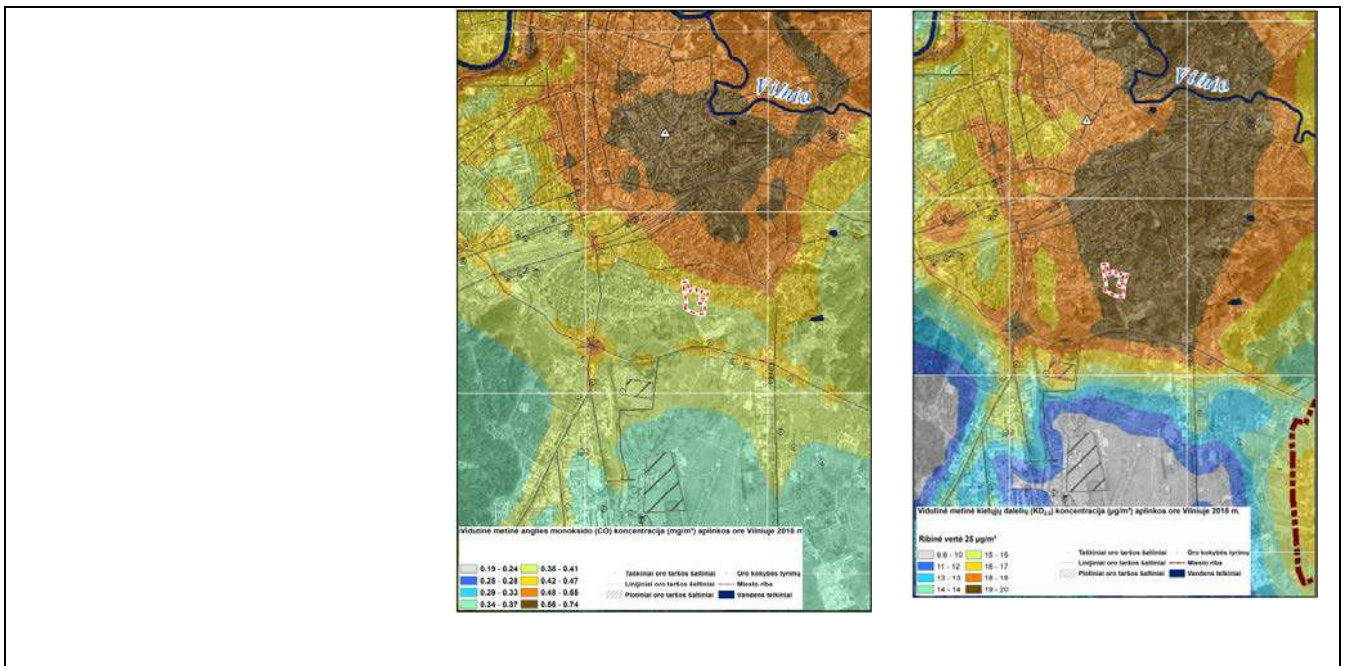 Vilnia
Vidutinė metinė anglies monoksido (CO) koncentracija (mg/m³) aplinkos ore Vilniuje 2018 m.
0.19 - 0.24 0.38 - 0.41
0.25 - 0.28 0.42 - 0.47
0.29 - 0.33 0.48 - 0.55
0.34 - 0.37 0.56 - 0.74
Taškiniai oro taršos šaltiniai Oro kokybės tyrimų
Linijiniai oro taršos šaltiniai Miesto riba
Plotiniai oro taršos šaltiniai Vandens telkiniai
Vilnia
Vidutinė metinė kietųjų dalelių (KD2,5) koncentracija (µg/m³) aplinkos ore Vilniuje 2018 m.
Ribinė vertė 25 µg/m³
9.8 - 10 15 - 15
11 - 12 16 - 17
13 - 13 18 - 18
14 - 14 19 - 20
Taškiniai oro taršos šaltiniai Oro kokybės tyrimų
Linijiniai oro taršos šaltiniai Miesto riba
Plotiniai oro taršos šaltiniai Vandens telkiniai